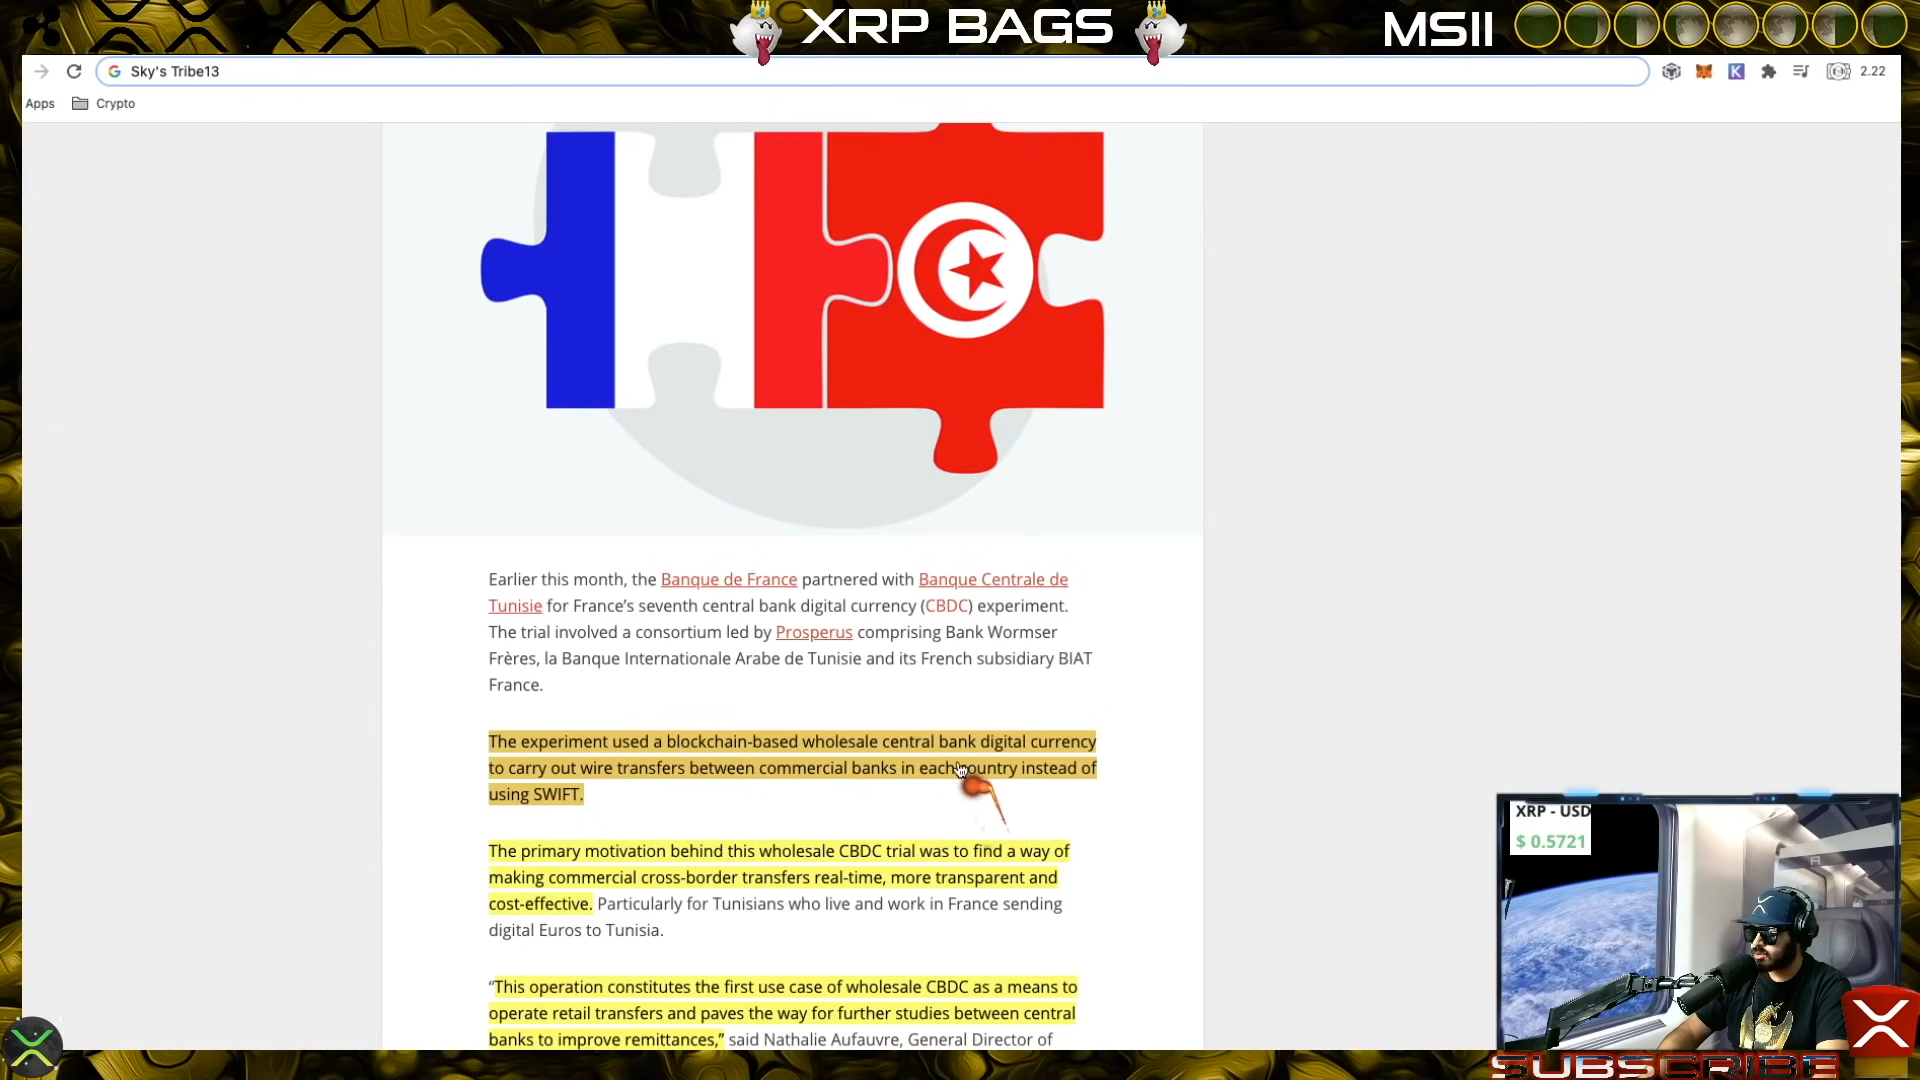 XRP BAGS
MSII
Sky's Tribe13
2.22
Apps
Crypto
Earlier this month, the Banque de France partnered with Banque Centrale de
Tunisie for France’s seventh central bank digital currency (CBDC) experiment.
The trial involved a consortium led by Prosperus comprising Bank Wormser
Frères, la Banque Internationale Arabe de Tunisie and its French subsidiary BIAT
France.
The experiment used a blockchain-based wholesale central bank digital currency
to carry out wire transfers between commercial banks in each country instead of
using SWIFT.
The primary motivation behind this wholesale CBDC trial was to find a way of
making commercial cross-border transfers real-time, more transparent and
cost-effective. Particularly for Tunisians who live and work in France sending
digital Euros to Tunisia.
“This operation constitutes the first use case of wholesale CBDC as a means to
operate retail transfers and paves the way for further studies between central
banks to improve remittances,” said Nathalie Aufauvre, General Director of
XRP - USD
$ 0.5721
SUBSCRIBE